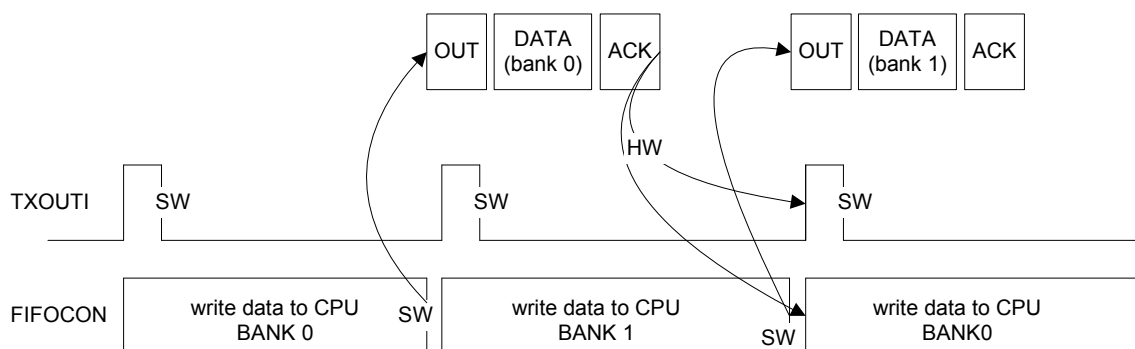 OUT
DATA
(bank 0)
ACK
OUT
DATA
(bank 1)
ACK
HW
TXOUTI
SW
SW
SW
FIFOCON
write data to CPU
BANK 0
SW
write data to CPU
BANK 1
SW
write data to CPU
BANK0